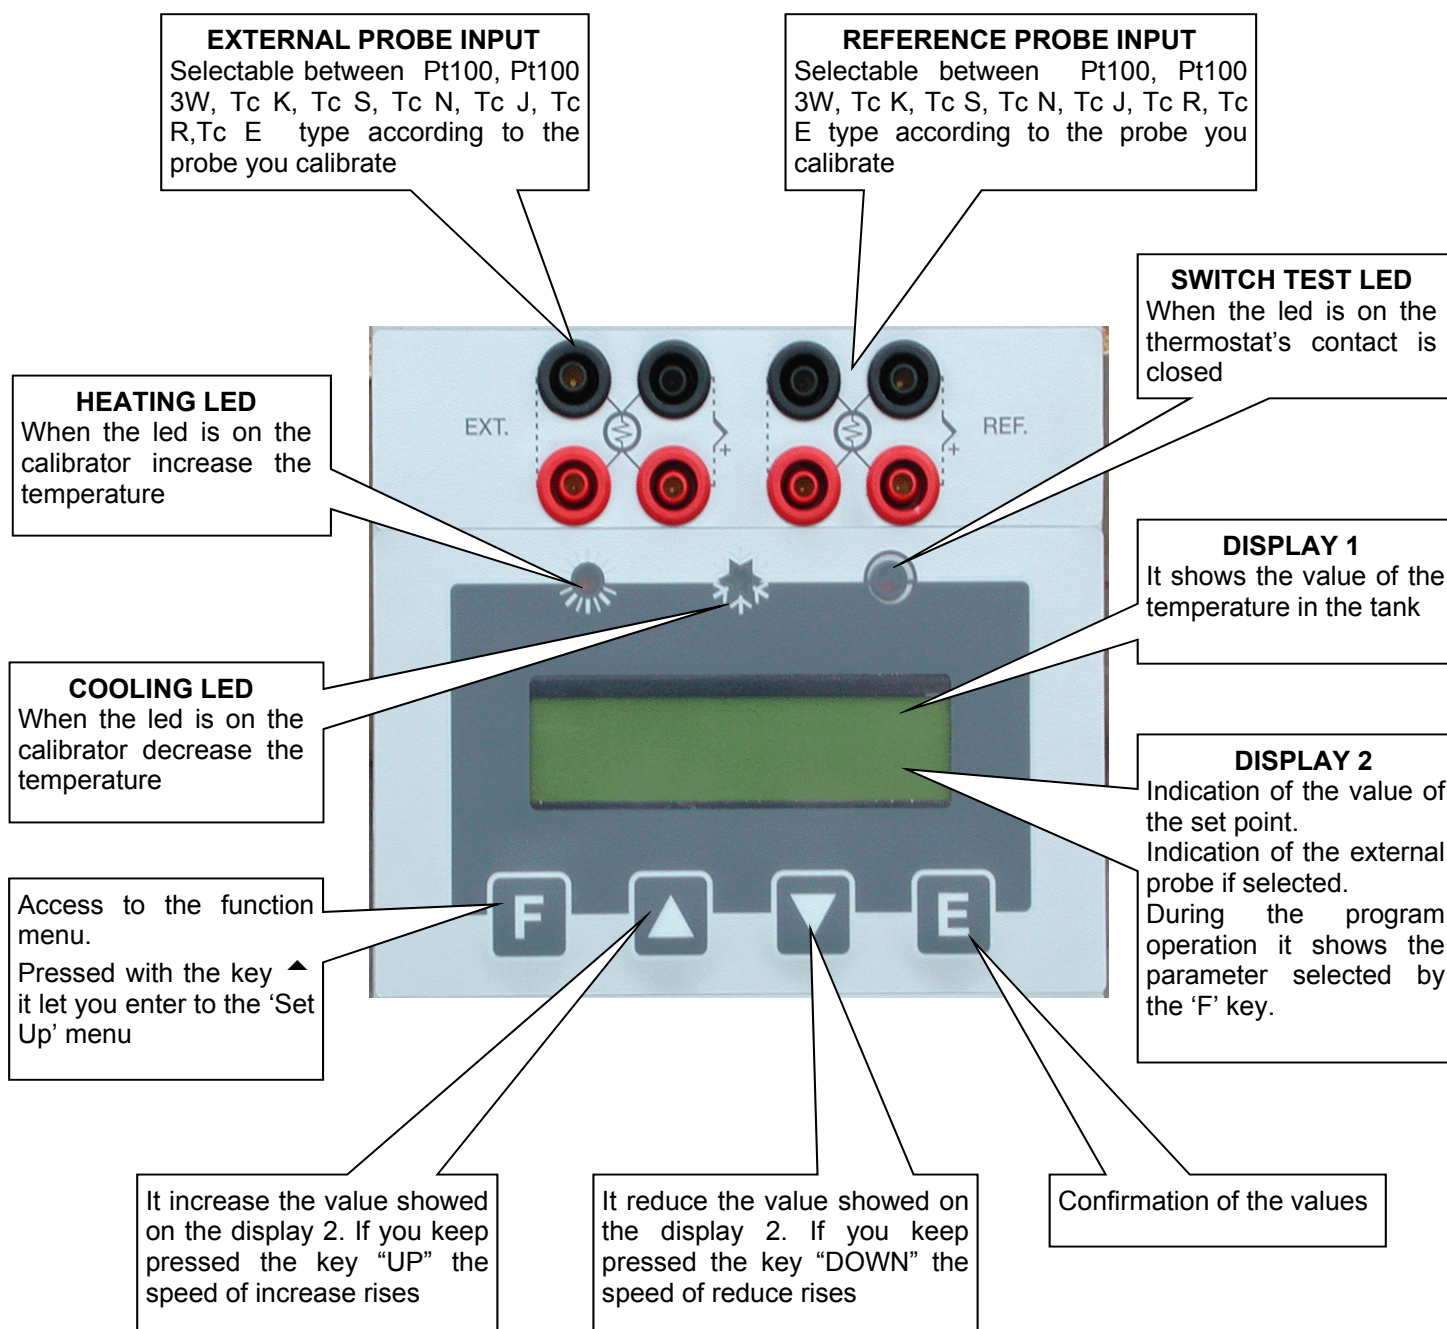 EXTERNAL PROBE INPUT
Selectable between Pt100, Pt100
3W, Tc K, Tc S, Tc N, Tc J, Tc
R,Tc E type according to the
probe you calibrate
REFERENCE PROBE INPUT
Selectable between Pt100, Pt100
3W, Tc K, Tc S, Tc N, Tc J, Tc R, Tc
E type according to the probe you
calibrate
SWITCH TEST LED
When the led is on the
thermostat's contact is
closed
HEATING LED
When the led is on the
calibrator increase the
temperature
EXT.
+
+
REF.
DISPLAY 1
It shows the value of the
temperature in the tank
COOLING LED
When the led is on the
calibrator decrease the
temperature
DISPLAY 2
Indication of the value of
the set point.
Indication of the external
probe if selected.
During the program
operation it shows the
parameter selected by
the 'F' key.
Access to the function
menu.
Pressed with the key ▲
it let you enter to the 'Set
Up' menu
F
E
It increase the value showed
on the display 2. If you keep
pressed the key “UP” the
speed of increase rises
It reduce the value showed on
the display 2. If you keep
pressed the key “DOWN” the
speed of reduce rises
Confirmation of the values